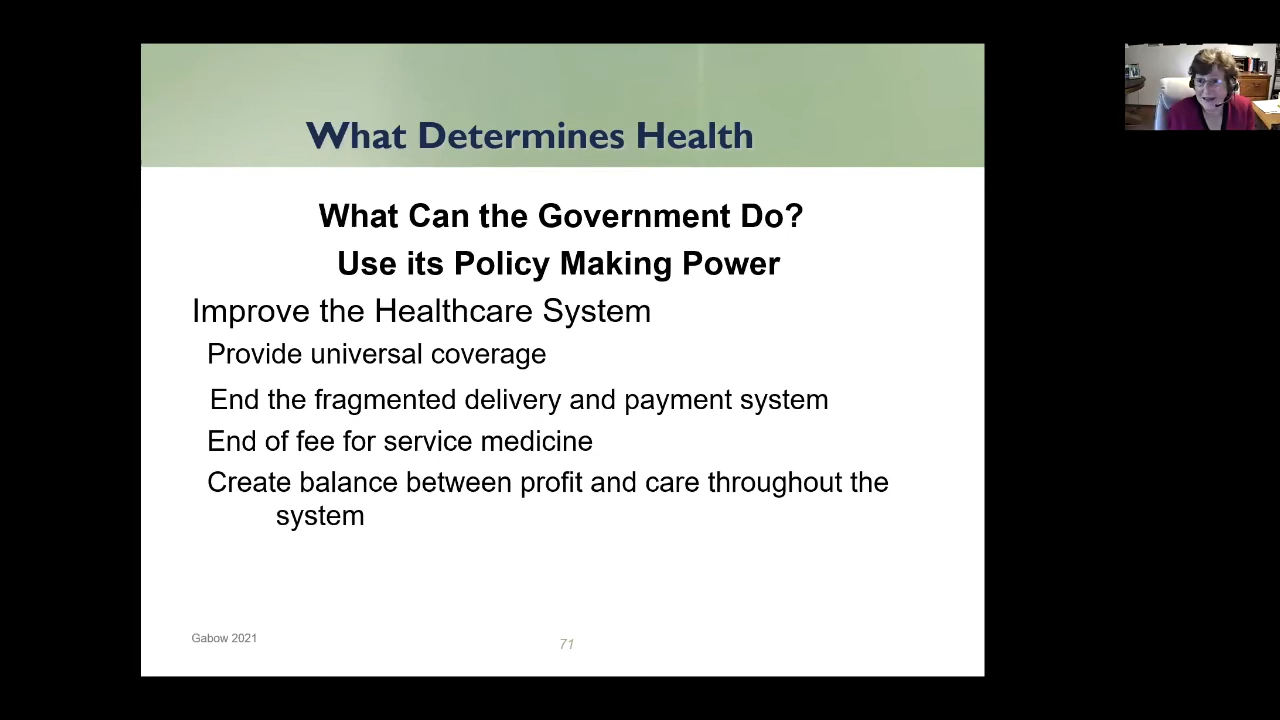 What Determines Health
What Can the Government Do?
Use its Policy Making Power
Improve the Healthcare System
Provide universal coverage
End the fragmented delivery and payment system
End of fee for service medicine
Create balance between profit and care throughout the
system
Gabow 2021
71